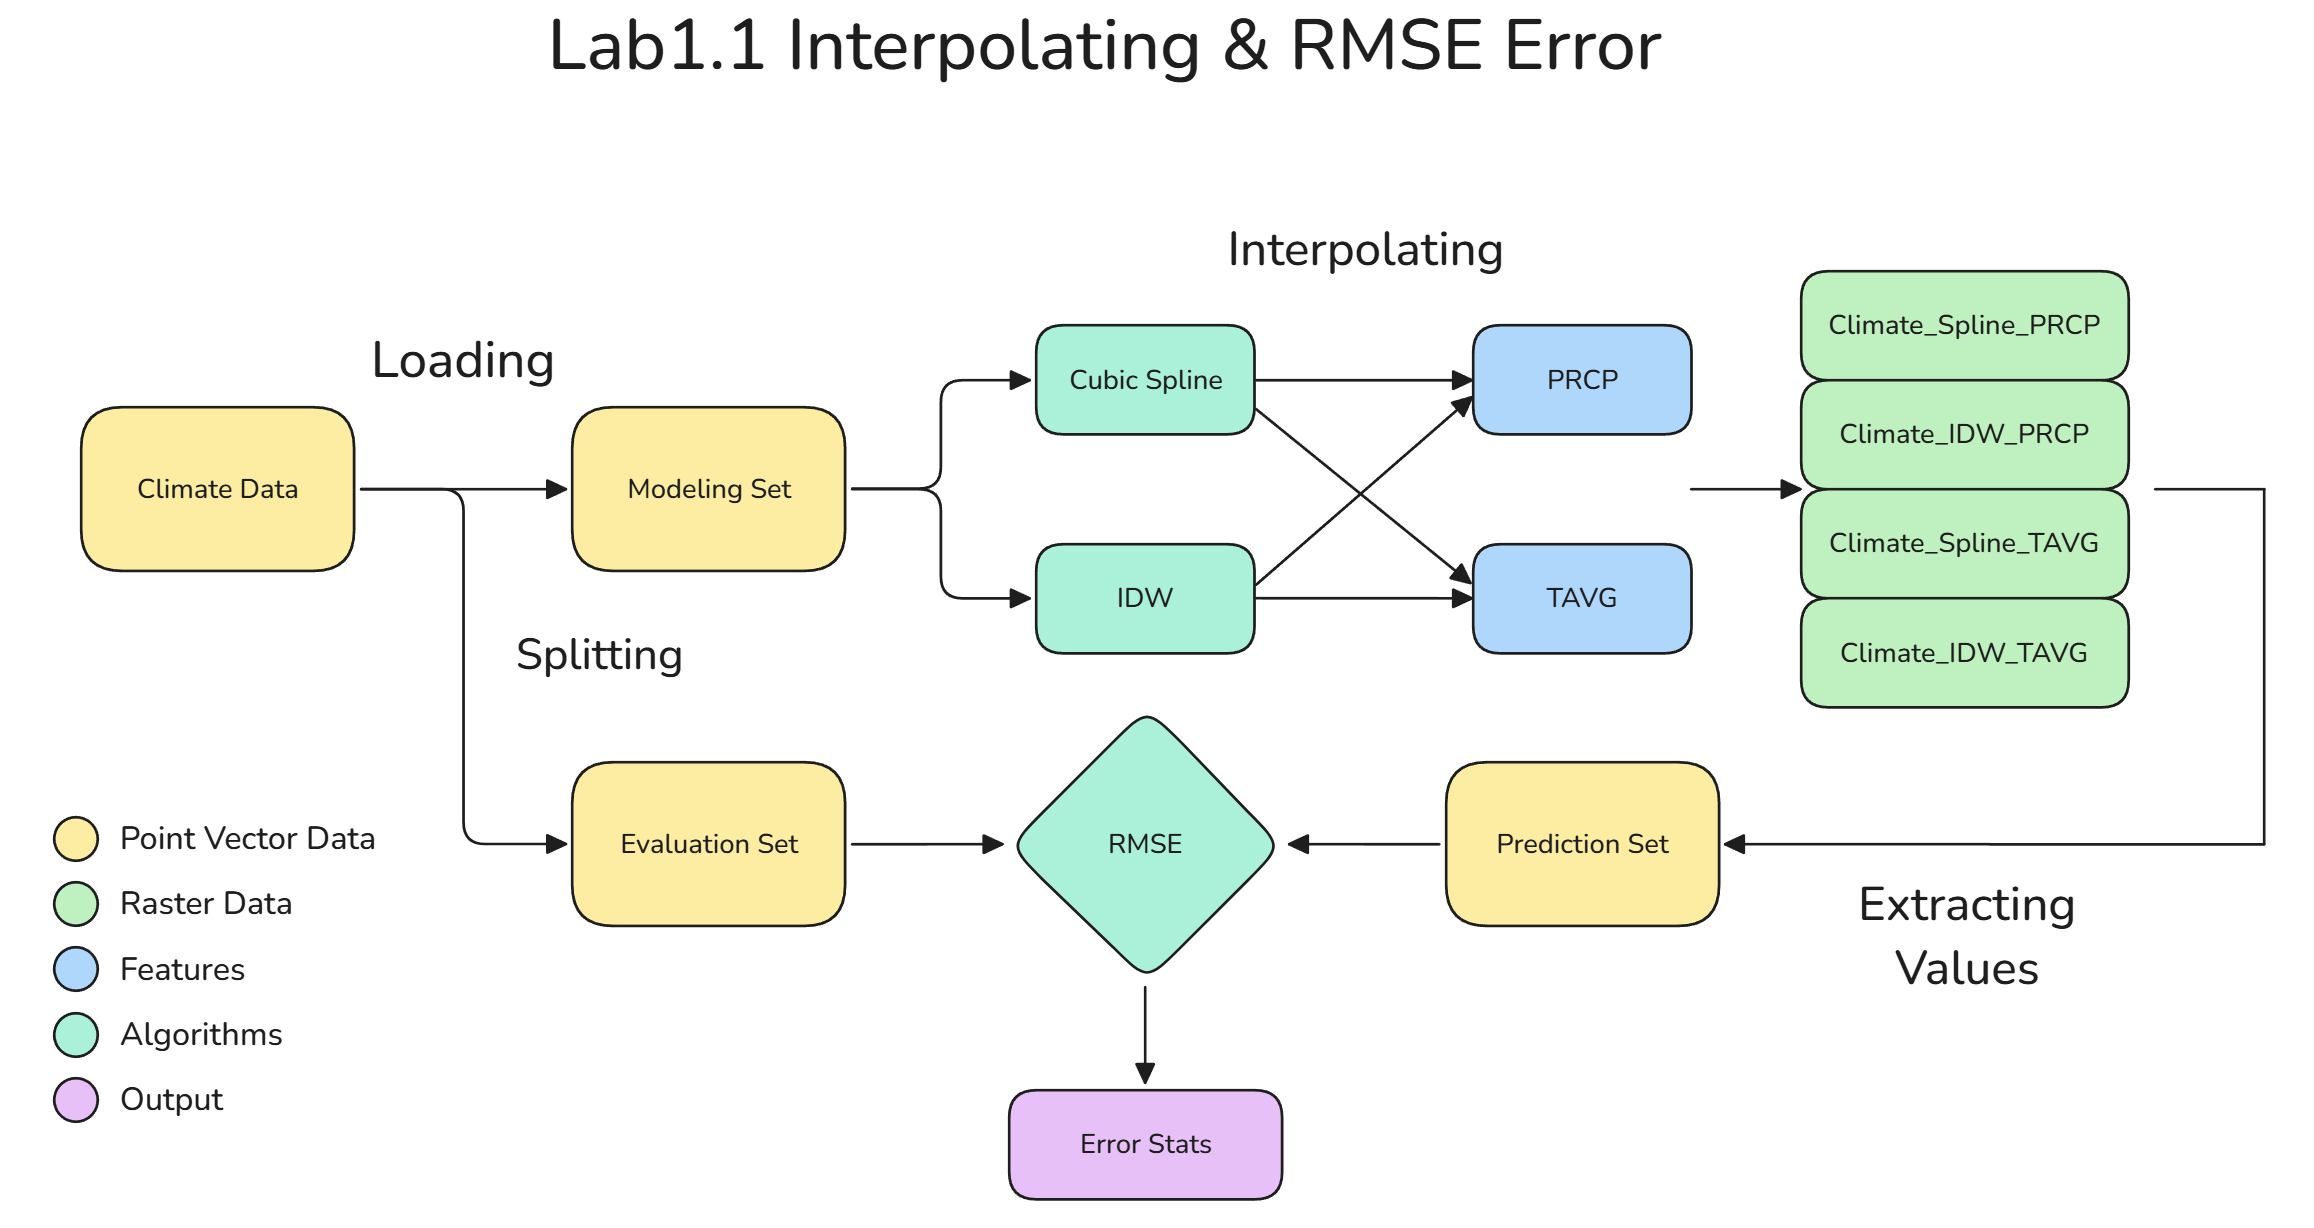 Lab1.1 Interpolating & RMSE Error
Interpolating
Loading
Climate Data
Modeling Set
Cubic Spline
IDW
PRCP
TAVG
Climate_Spline_PRCP
Climate_IDW_PRCP
Climate_Spline_TAVG
Climate_IDW_TAVG
Splitting
Evaluation Set
RMSE
Prediction Set
Extracting
Values
Error Stats
Point Vector Data
Raster Data
Features
Algorithms
Output